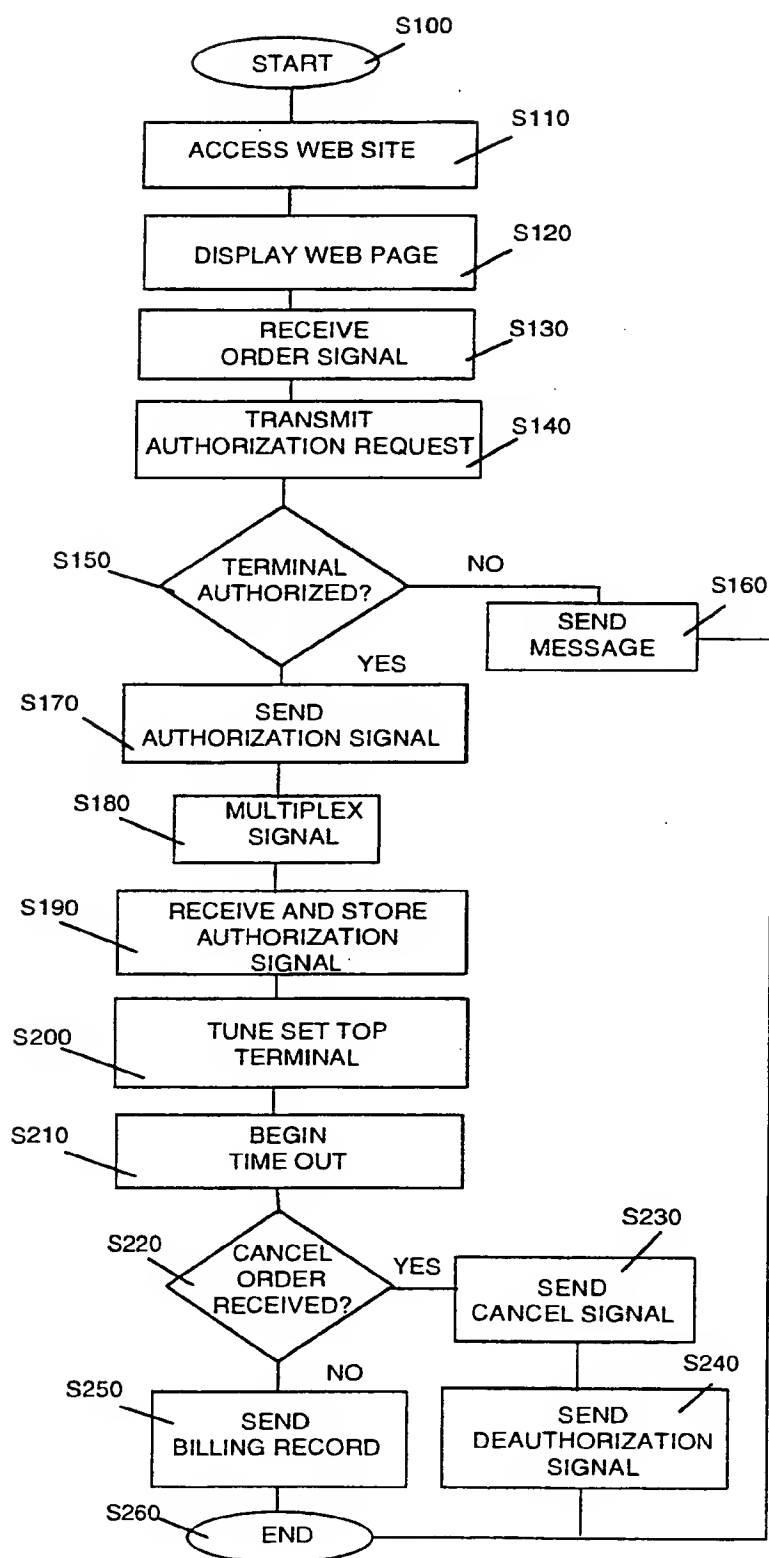 S100
START
S110
ACCESS WEB SITE
S120
DISPLAY WEB PAGE
S130
RECEIVE
ORDER SIGNAL
S140
TRANSMIT
AUTHORIZATION REQUEST
S150
TERMINAL
AUTHORIZED?
NO
S160
SEND
MESSAGE
YES
S170
SEND
AUTHORIZATION SIGNAL
S180
MULTIPLEX
SIGNAL
S190
RECEIVE AND STORE
AUTHORIZATION
SIGNAL
S200
TUNE SET TOP
TERMINAL
S210
BEGIN
TIME OUT
S220
CANCEL
ORDER
RECEIVED?
YES
S230
SEND
CANCEL SIGNAL
S240
SEND
DEAUTHORIZATION
SIGNAL
NO
S250
SEND
BILLING RECORD
S260
END